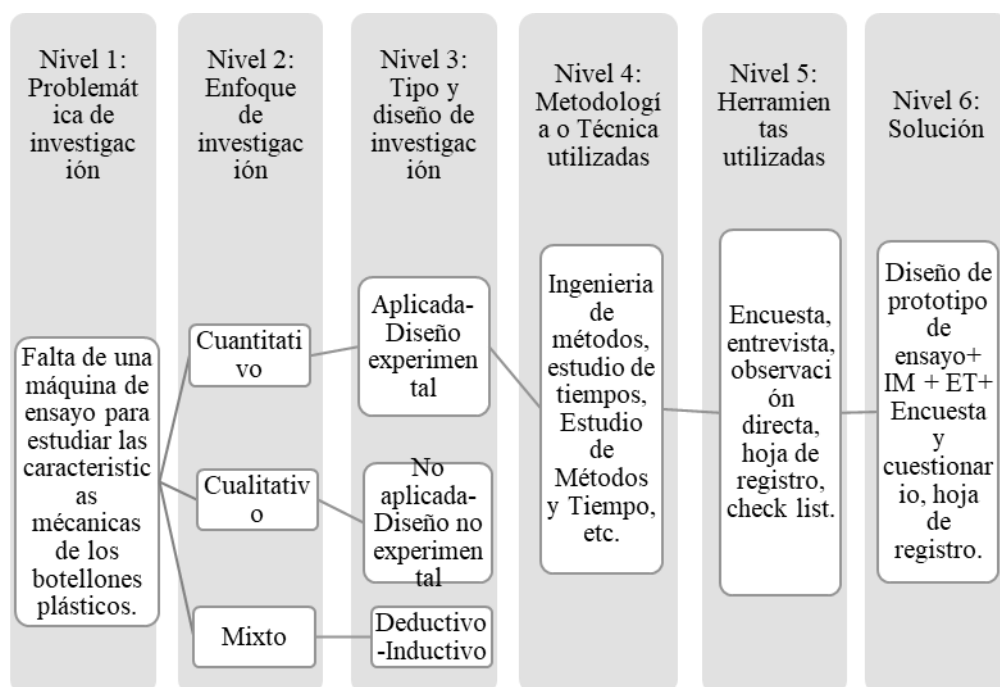 Nivel 1:
Problemát
ica de
investigac
ión
Nivel 2:
Enfoque
de
investigac
ión
Nivel 3:
Tipo y
diseño de
investigac
ión
Nivel 4:
Metodologí
a o Técnica
utilizadas
Nivel 5:
Herramien
tas
utilizadas
Nivel 6:
Solución
Falta de una
máquina de
ensayo para
estudiar las
caracteristic
as
mécanicas
de los
botellones
plásticos.
Cuantitati
vo
Cualitativ
o
Mixto
Aplicada-
Diseño
experimen
tal
No
aplicada-
Diseño no
experimen
tal
Deductivo
-Inductivo
Ingenieria
de
métodos,
estudio de
tiempos,
Estudio
de
Métodos
y Tiempo,
etc.
Encuesta,
entrevista,
observaci
ón
directa,
hoja de
registro,
check list.
Diseño de
prototipo
de
ensayo+
IM + ET+
Encuesta
y
cuestionar
io, hoja
de
registro.